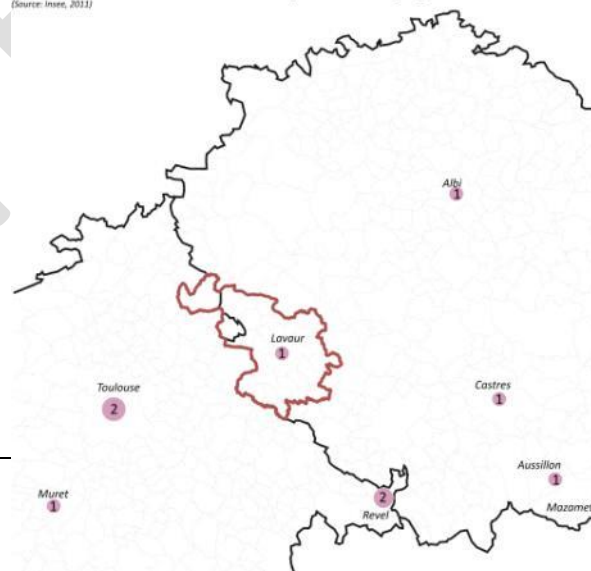 (Source: Insee, 2011)
Albi
1
Lavaur
1
Toulouse
2
Castres
1
Aussillon
1
Muret
1
2
Revel
Mazamet